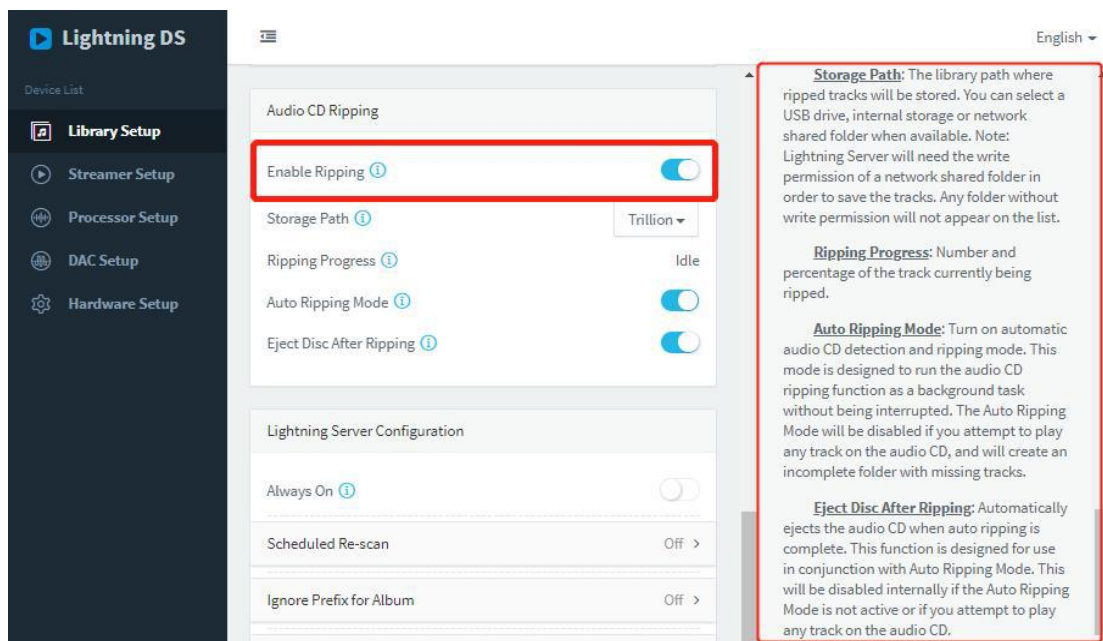 Lightning DS
English
Device List
Library Setup
Streamer Setup
Processor Setup
DAC Setup
Hardware Setup
Audio CD Ripping
Enable Ripping
Storage Path
Trillion
Ripping Progress
Idle
Auto Ripping Mode
Eject Disc After Ripping
Lightning Server Configuration
Always On
Scheduled Re-scan
Off >
Ignore Prefix for Album
Off >
Storage Path: The library path where
ripped tracks will be stored. You can select a
USB drive, internal storage or network
shared folder when available. Note:
Lightning Server will need the write
permission of a network shared folder in
order to save the tracks. Any folder without
write permission will not appear on the list.
Ripping Progress: Number and
percentage of the track currently being
ripped.
Auto Ripping Mode: Turn on automatic
audio CD detection and ripping mode. This
mode is designed to run the audio CD
ripping function as a background task
without being interrupted. The Auto Ripping
Mode will be disabled if you attempt to play
any track on the audio CD, and will create an
incomplete folder with missing tracks.
Eject Disc After Ripping: Automatically
ejects the audio CD when auto ripping is
complete. This function is designed for use
in conjunction with Auto Ripping Mode. This
will be disabled internally if the Auto Ripping
Mode is not active or if you attempt to play
any track on the audio CD.